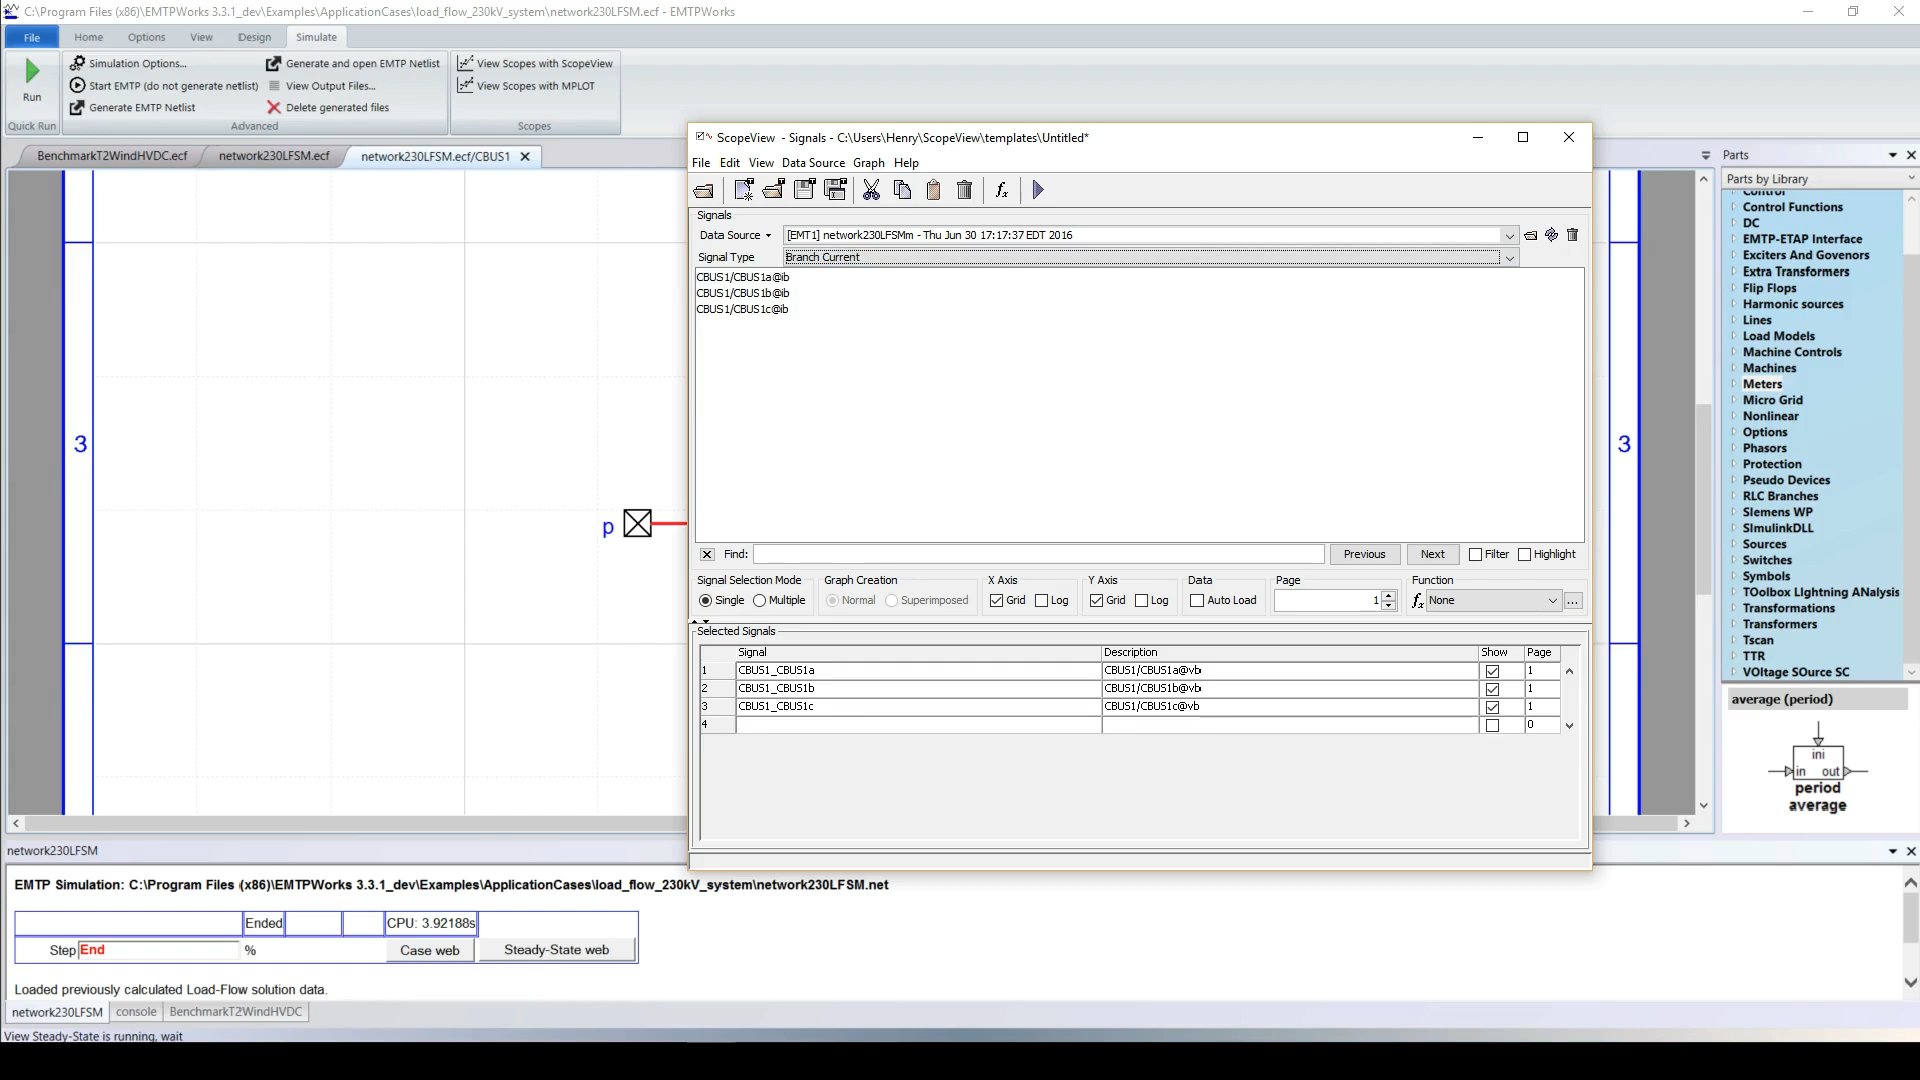 C:\Program Files (x86)\EMTPWorks 3.3.1_dev\Examples\ApplicationCases\load_flow_230kV_system\network230LFSM.ecf - EMTPWorks
File Home Options View Design Simulate
Simulation Options... Generate and open EMTP Netlist View Scopes with ScopeView
Start EMTP (do not generate netlist) View Output Files... View Scopes with MPLOT
Run Generate EMTP Netlist Delete generated files
Quick Run Advanced Scopes
BenchmarkT2WindHVDC.ecf network230LFSM.ecf network230LFSM.ecf/CBUS1
3
p
3
ScopeView - Signals - C:\Users\Henry\ScopeView\templates\Untitled*
File Edit View Data Source Graph Help
Signals
Data Source [EMT1] network230LFSMm - Thu Jun 30 17:17:37 EDT 2016
Signal Type Branch Current
CBUS1/CBUS1a@ib
CBUS1/CBUS1b@ib
CBUS1/CBUS1c@ib
Find: Previous Next Filter Highlight
Signal Selection Mode Graph Creation X Axis Y Axis Data Page Function
Single Multiple Normal Superimposed Grid Log Grid Log Auto Load 1 fx None ...
Selected Signals
Signal Description Show Page
1 CBUS1_CBUS1a CBUS1/CBUS1a@vb 1
2 CBUS1_CBUS1b CBUS1/CBUS1b@vb 1
3 CBUS1_CBUS1c CBUS1/CBUS1c@vb 1
4 0
Parts
Parts by Library
Control
Control Functions
DC
EMTP-ETAP Interface
Exciters And Govenors
Extra Transformers
Flip Flops
Harmonic sources
Lines
Load Models
Machine Controls
Machines
Meters
Micro Grid
Nonlinear
Options
Phasors
Protection
Pseudo Devices
RLC Branches
SIemens WP
SImulinkDLL
Sources
Switches
Symbols
TOolbox LIghtning ANalysis
Transformations
Transformers
Tscan
TTR
VOltage SOurce SC
average (period)
ini
in out
period
average
network230LFSM
EMTP Simulation: C:\Program Files (x86)\EMTPWorks 3.3.1_dev\Examples\ApplicationCases\load_flow_230kV_system\network230LFSM.net
Ended CPU: 3.92188s
Step End % Case web Steady-State web
Loaded previously calculated Load-Flow solution data.
network230LFSM console BenchmarkT2WindHVDC
View Steady-State is running, wait